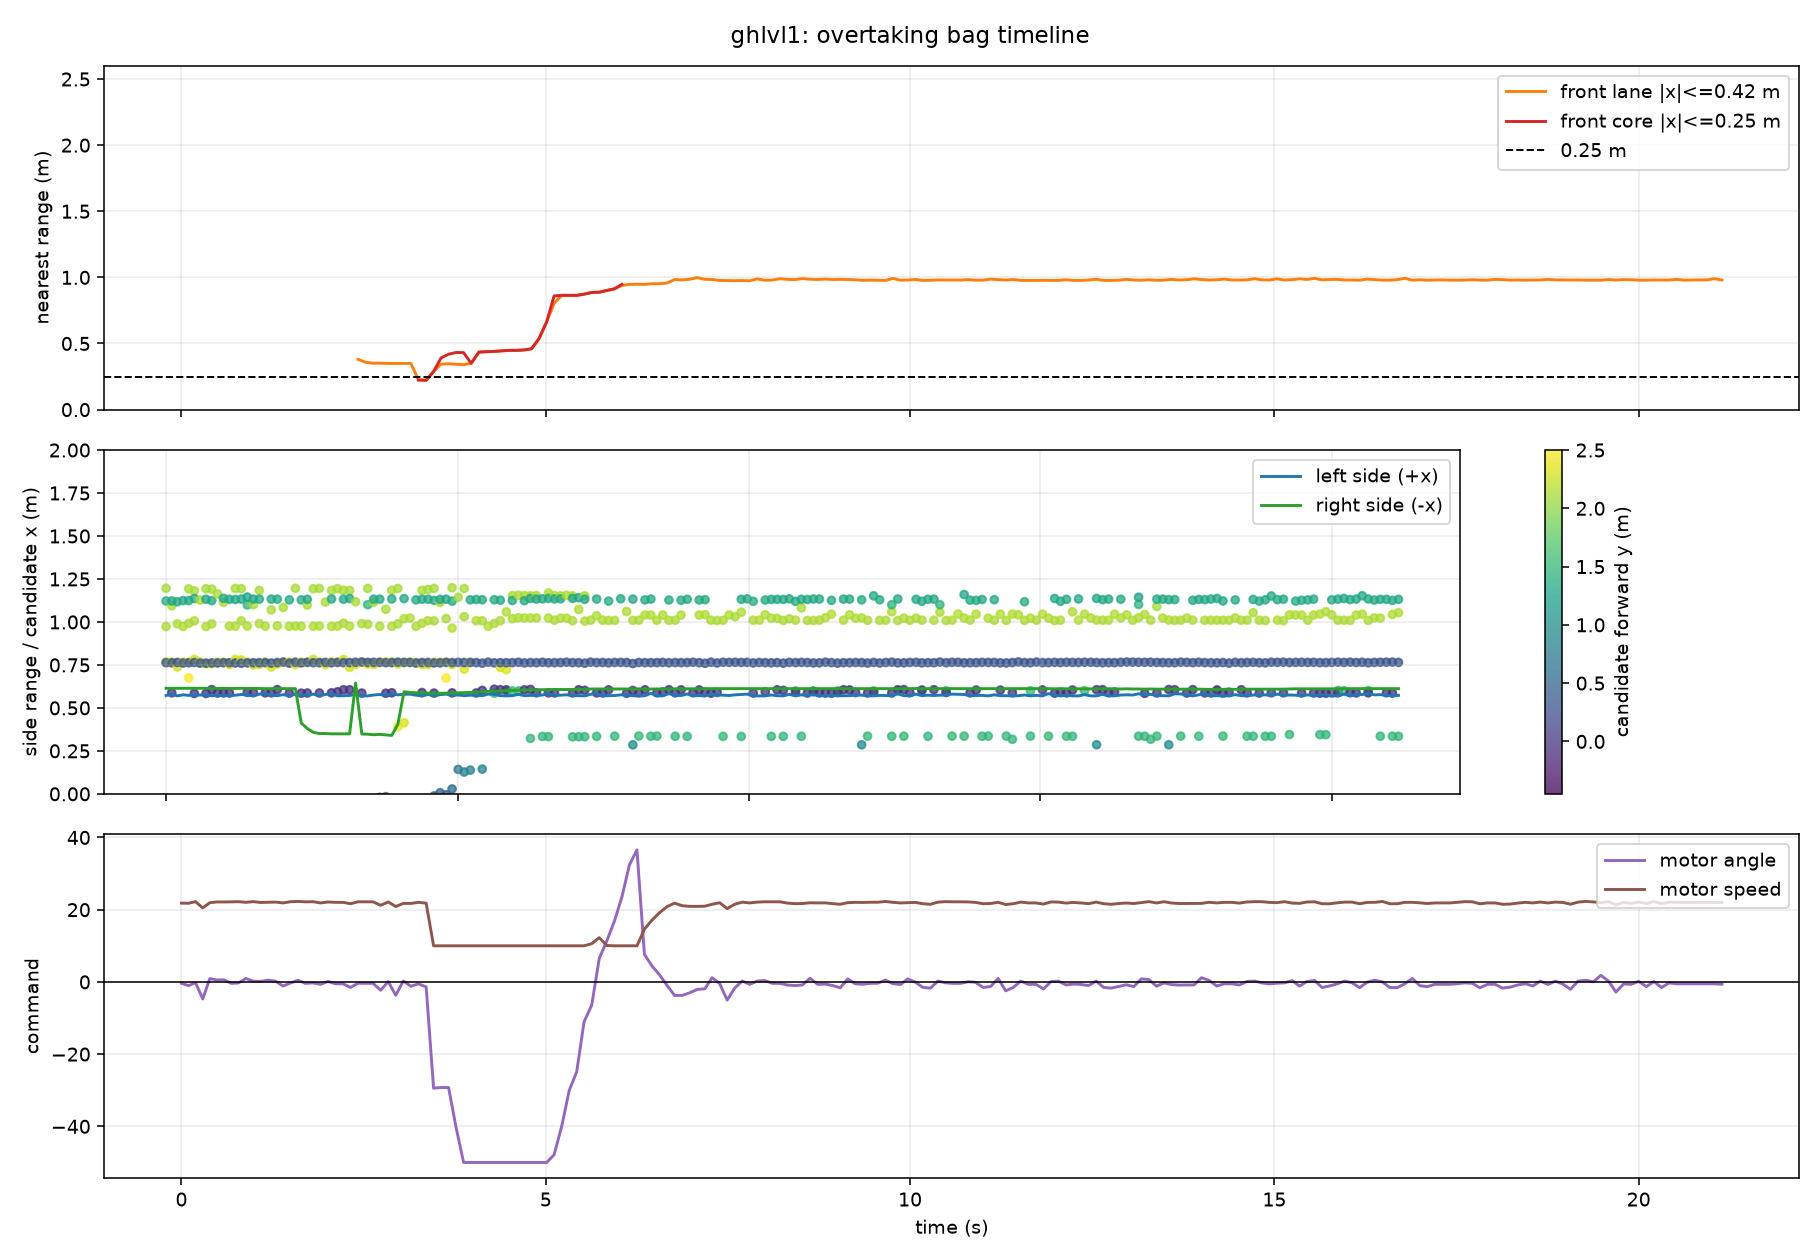 ghlvl1: overtaking bag timeline
2.5
2.0
1.5
1.0
0.5
0.0
nearest range (m)
front lane |x|<=0.42 m
front core |x|<=0.25 m
0.25 m
2.00
1.75
1.50
1.25
1.00
0.75
0.50
0.25
0.00
side range / candidate x (m)
left side (+x)
right side (-x)
2.5
2.0
1.5
1.0
0.5
0.0
candidate forward y (m)
40
20
0
−20
−40
command
motor angle
motor speed
0
5
10
15
20
time (s)